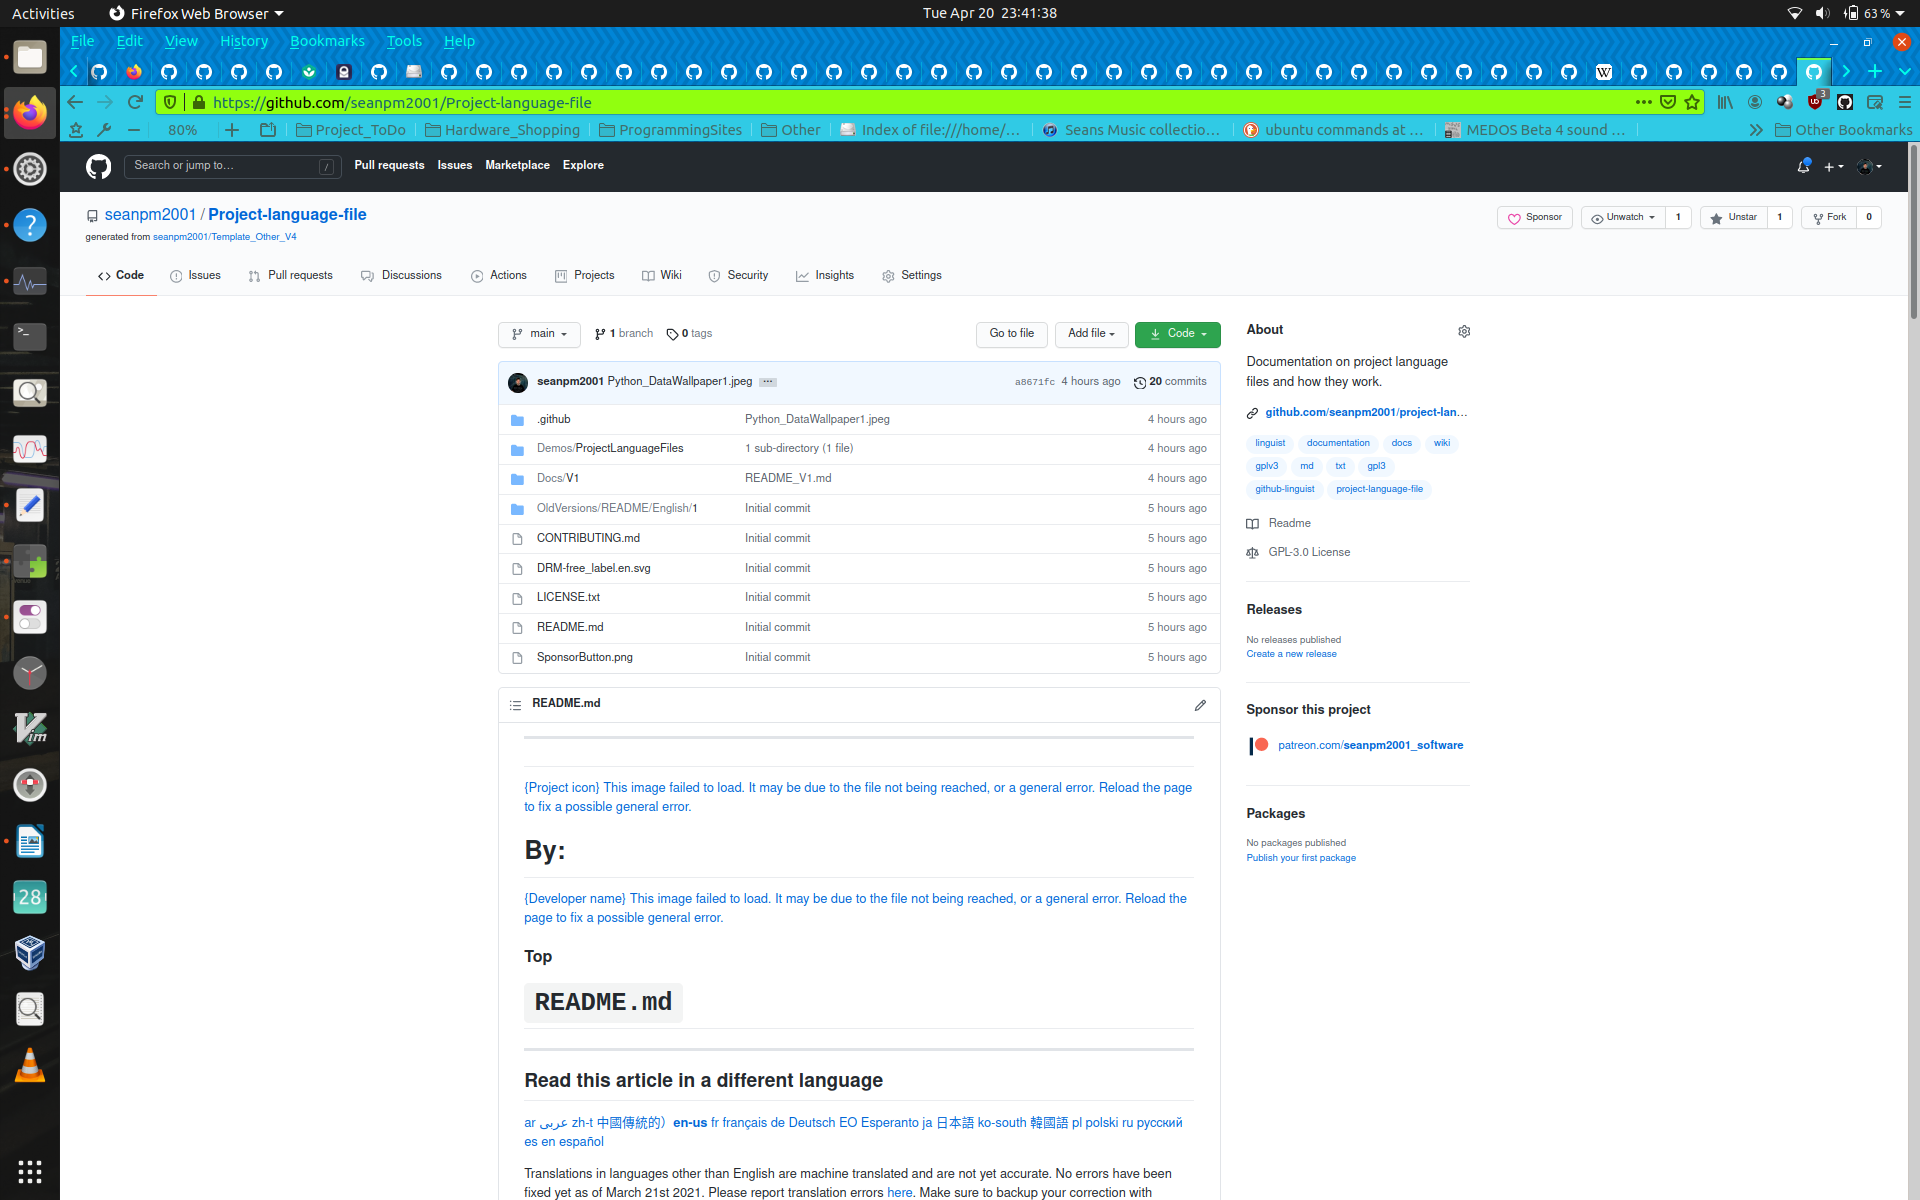 Activities Firefox Web Browser Tue Apr 20 23:41:38 63 %
File Edit View History Bookmarks Tools Help
W
https://github.com/seanpm2001/Project-language-file 3
80% Project_ToDo Hardware_Shopping ProgrammingSites Other Index of file:///home/... Seans Music collectio... ubuntu commands at ... MEDOS Beta 4 sound ... Other Bookmarks
Search or jump to... / Pull requests Issues Marketplace Explore
seanpm2001 / Project-language-file Sponsor Unwatch 1 Unstar 1 Fork 0
generated from seanpm2001/Template_Other_V4
Code Issues Pull requests Discussions Actions Projects Wiki Security Insights Settings
main 1 branch 0 tags Go to file Add file Code
seanpm2001 Python_DataWallpaper1.jpeg ... a8671fc 4 hours ago 20 commits
.github Python_DataWallpaper1.jpeg 4 hours ago
Demos/ProjectLanguageFiles 1 sub-directory (1 file) 4 hours ago
Docs/V1 README_V1.md 4 hours ago
OldVersions/README/English/1 Initial commit 5 hours ago
CONTRIBUTING.md Initial commit 5 hours ago
DRM-free_label.en.svg Initial commit 5 hours ago
LICENSE.txt Initial commit 5 hours ago
README.md Initial commit 5 hours ago
SponsorButton.png Initial commit 5 hours ago
README.md
{Project icon} This image failed to load. It may be due to the file not being reached, or a general error. Reload the page
to fix a possible general error.
By:
{Developer name} This image failed to load. It may be due to the file not being reached, or a general error. Reload the
page to fix a possible general error.
Top
README.md
Read this article in a different language
ar عربى zh-t 中國傳統的）en-us fr français de Deutsch EO Esperanto ja 日本語 ko-south 韓國語 pl polski ru русский
es en español
Translations in languages other than English are machine translated and are not yet accurate. No errors have been
fixed yet as of March 21st 2021. Please report translation errors here. Make sure to backup your correction with
About
Documentation on project language
files and how they work.
github.com/seanpm2001/project-lan...
linguist documentation docs wiki
gplv3 md txt gpl3
github-linguist project-language-file
Readme
GPL-3.0 License
Releases
No releases published
Create a new release
Sponsor this project
patreon.com/seanpm2001_software
Packages
No packages published
Publish your first package
?
>_
Vim
28